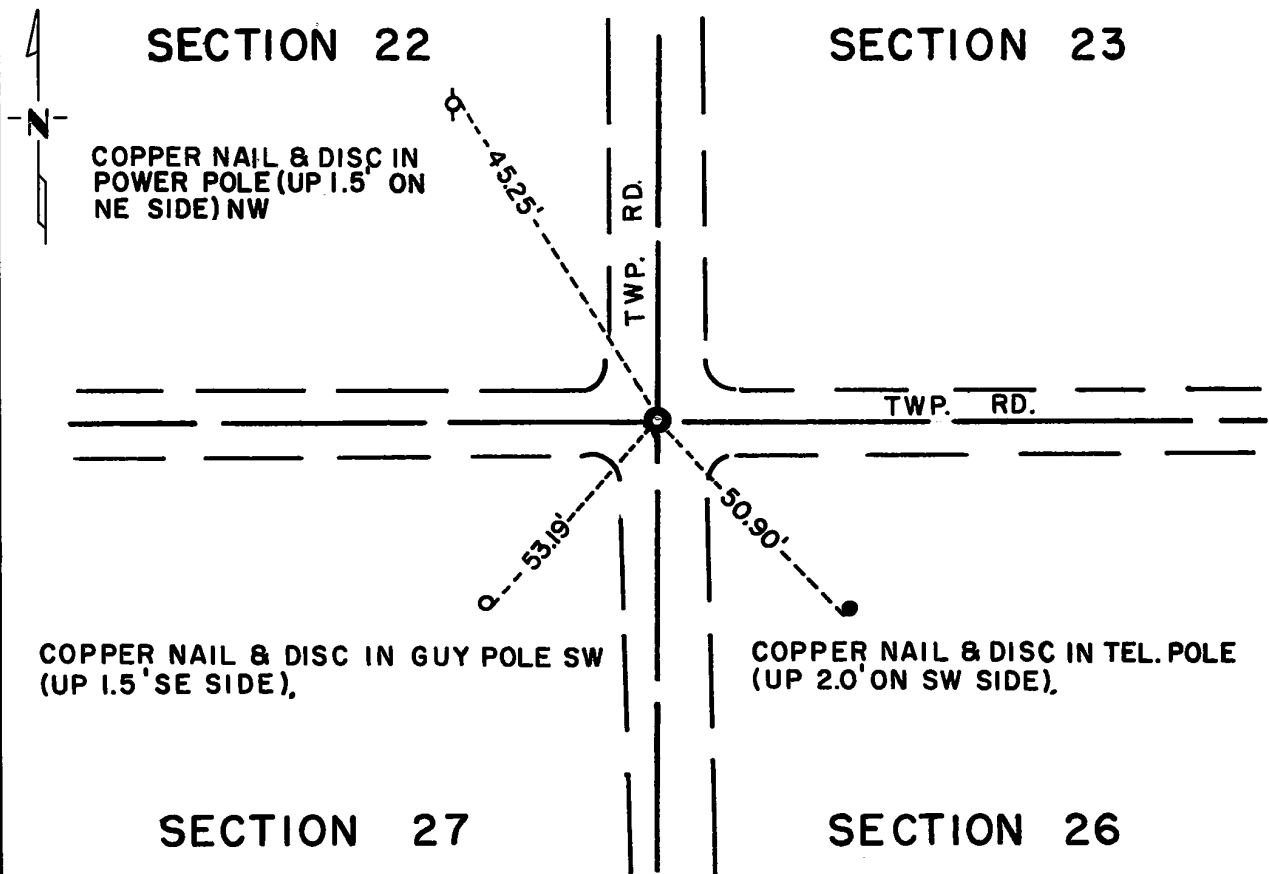 SECTION 22
SECTION 23
N
COPPER NAIL & DISC IN
POWER POLE (UP 1.5' ON
NE SIDE) NW
45.25'
TWP. RD.
TWP. RD.
53.19'
50.90'
COPPER NAIL & DISC IN GUY POLE SW
(UP 1.5' SE SIDE).
COPPER NAIL & DISC IN TEL. POLE
(UP 2.0' ON SW SIDE).
SECTION 27
SECTION 26